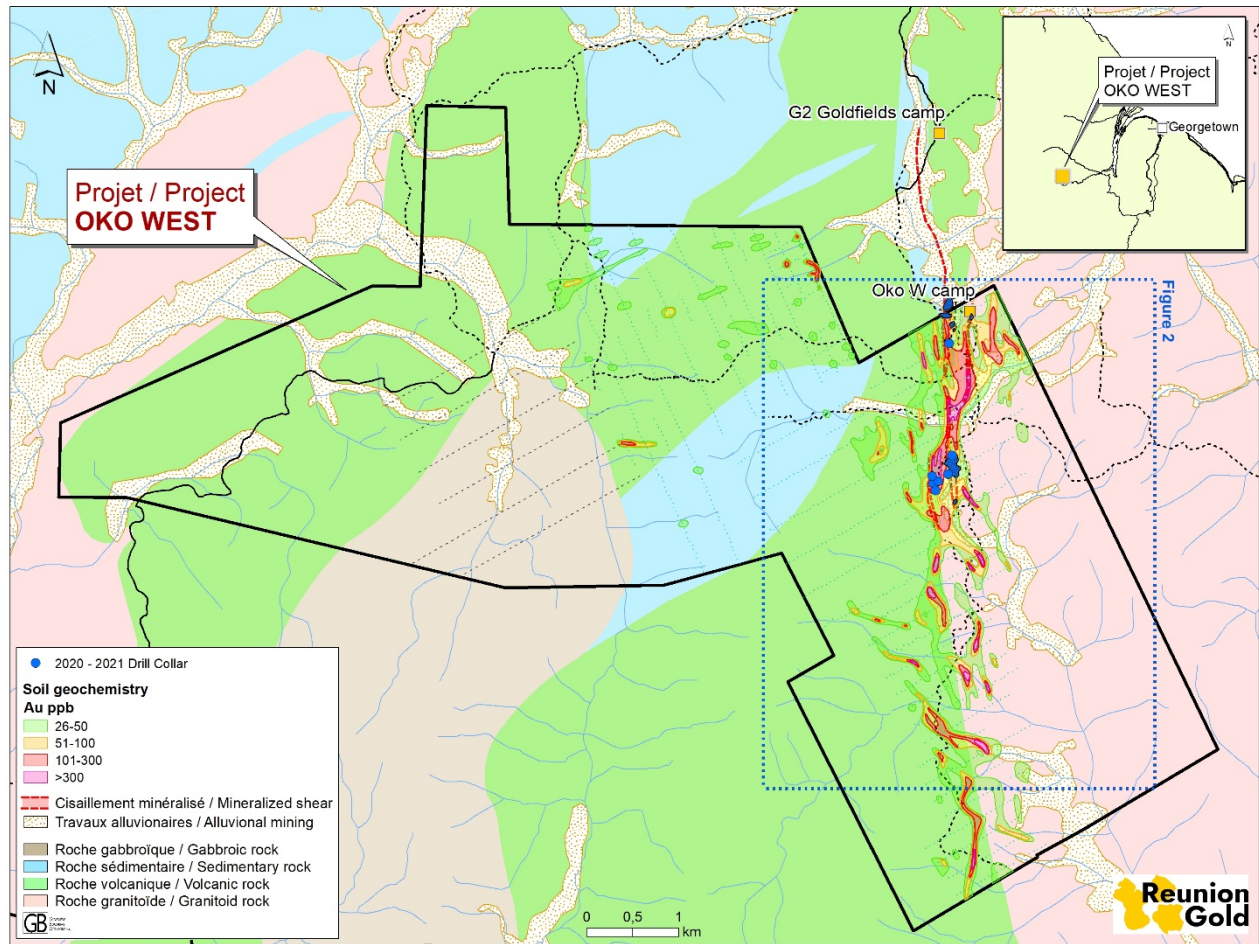 N
Projet / Project
OKO WEST
G2 Goldfields camp
Oko W camp
Figure 2
N
Projet / Project
OKO WEST
Georgetown
2020 - 2021 Drill Collar
Soil geochemistry
Au ppb
26-50
51-100
101-300
>300
Cisaillement minéralisé / Mineralized shear
Travaux alluvionaires / Alluvional mining
Roche gabbroïque / Gabbroic rock
Roche sédimentaire / Sedimentary rock
Roche volcanique / Volcanic rock
Roche granitoïde / Granitoid rock
GB
0 0,5 1
km
Reunion
Gold